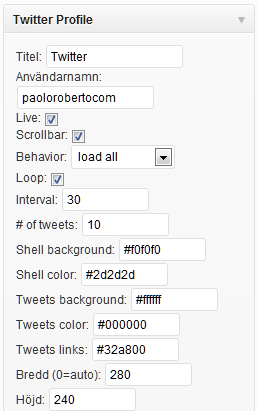 Twitter Profile
Titel: Twitter
Användarnamn:
paolorobertocom
Live:
Scrollbar:
Behavior: load all
Loop:
Interval: 30
# of tweets: 10
Shell background: #f0f0f0
Shell color: #2d2d2d
Tweets background: #ffffff
Tweets color: #000000
Tweets links: #32a800
Bredd (0=auto): 280
Höjd: 240